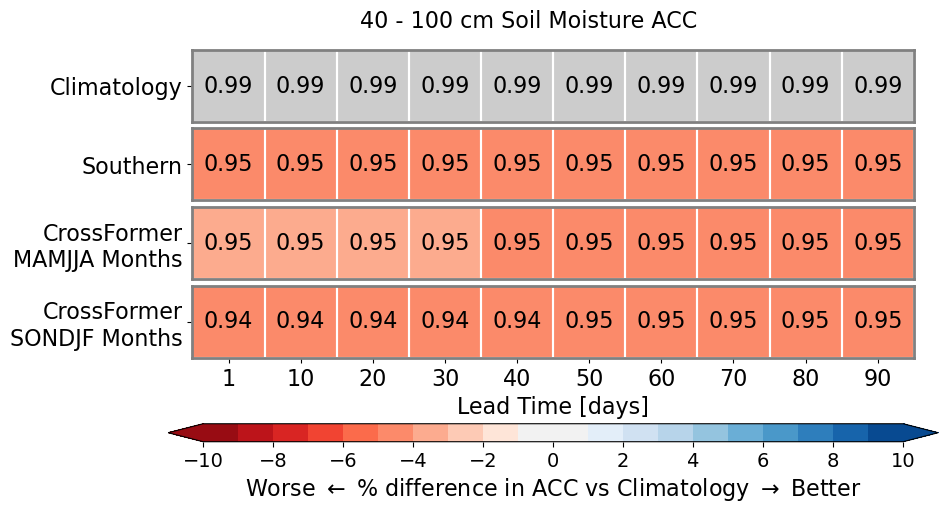 40 - 100 cm Soil Moisture ACC
Climatology 0.99 0.99 0.99 0.99 0.99 0.99 0.99 0.99 0.99 0.99
Southern 0.95 0.95 0.95 0.95 0.95 0.95 0.95 0.95 0.95 0.95
CrossFormer
MAMJJA Months 0.95 0.95 0.95 0.95 0.95 0.95 0.95 0.95 0.95 0.95
CrossFormer
SONDJF Months 0.94 0.94 0.94 0.94 0.94 0.95 0.95 0.95 0.95 0.95
1 10 20 30 40 50 60 70 80 90
Lead Time [days]
−10 −8 −6 −4 −2 0 2 4 6 8 10
Worse ← % difference in ACC vs Climatology → Better